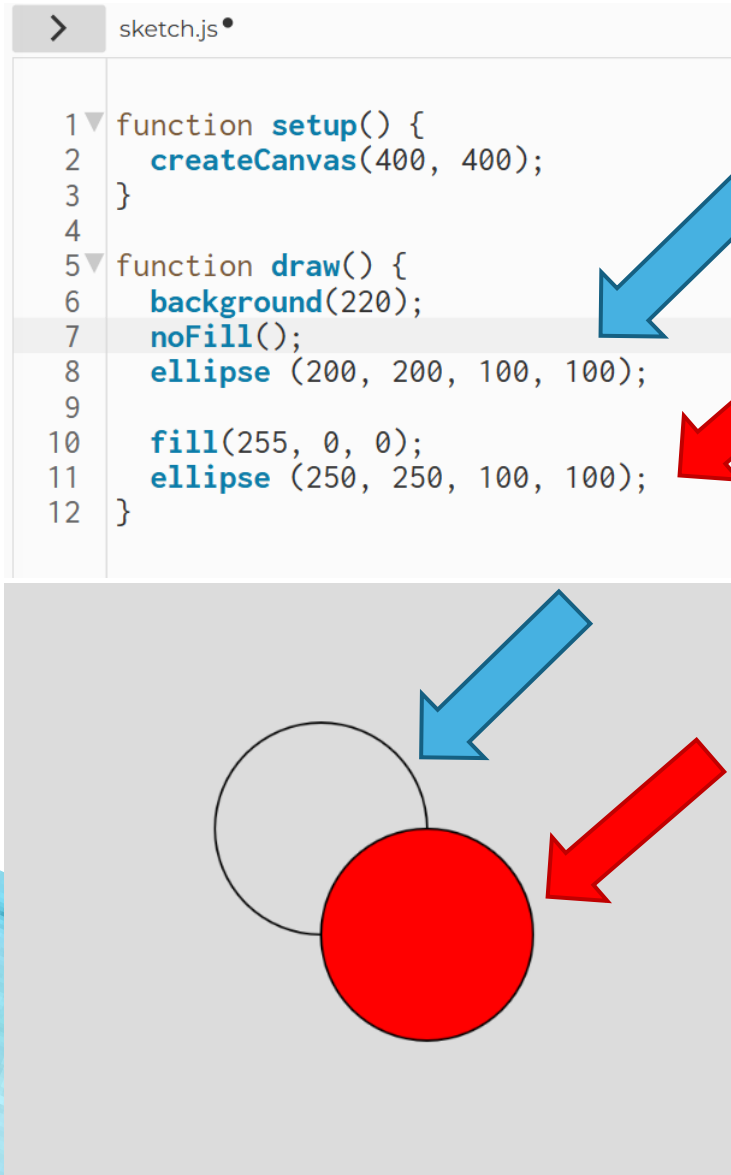 sketch.js
1 function setup() {
2 createCanvas(400, 400);
3 }
4
5 function draw() {
6 background(220);
7 noFill();
8 ellipse (200, 200, 100, 100);
9
10 fill(255, 0, 0);
11 ellipse (250, 250, 100, 100);
12 }